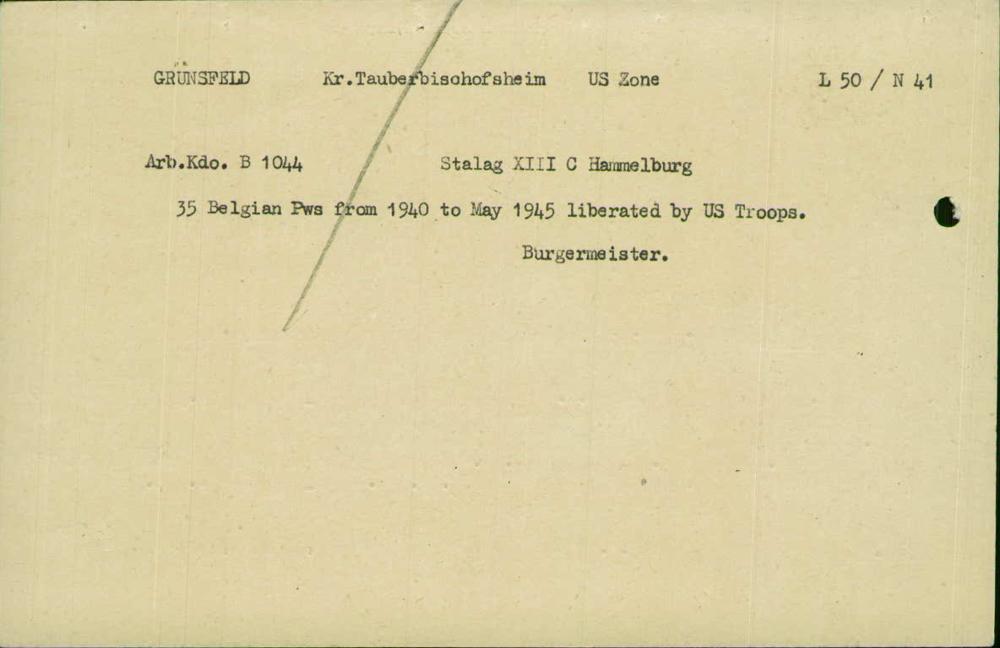 GRÜNSFELD Kr.Tauberbischofsheim US Zone L 50 / N 41
Arb.Kdo. B 1044 Stalag XIII C Hammelburg
35 Belgian Pws from 1940 to May 1945 liberated by US Troops.
Burgermeister.